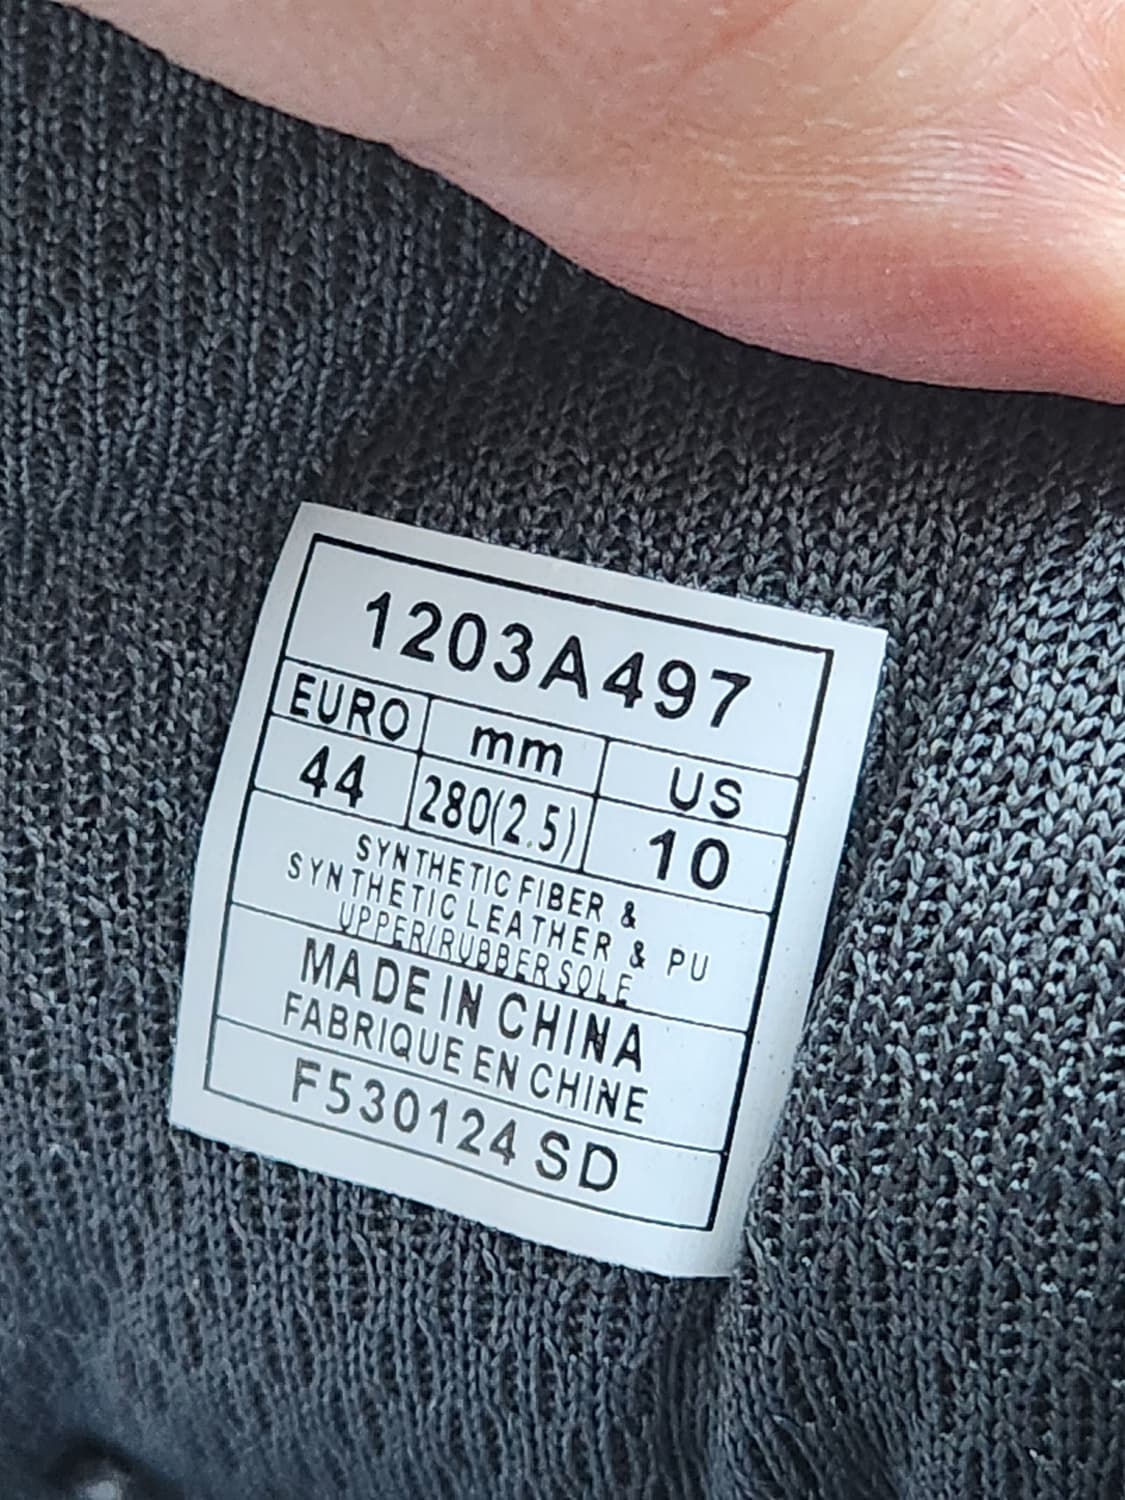 1203A497
EURO mm US
44 280(2.5) 10
SYNTHETIC FIBER &
SYNTHETIC LEATHER & PU
UPPER/RUBBER SOLE
MADE IN CHINA
FABRIQUE EN CHINE
F530124 SD